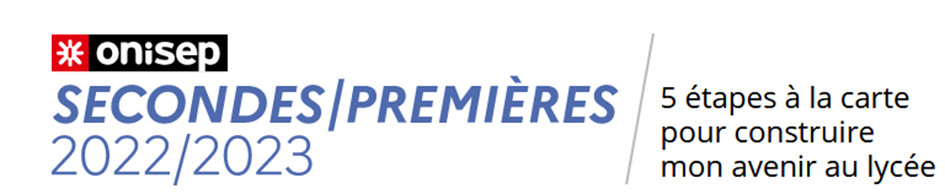 onisep
SECONDES/PREMIÈRES
2022/2023
5 étapes à la carte
pour construire
mon avenir au lycée